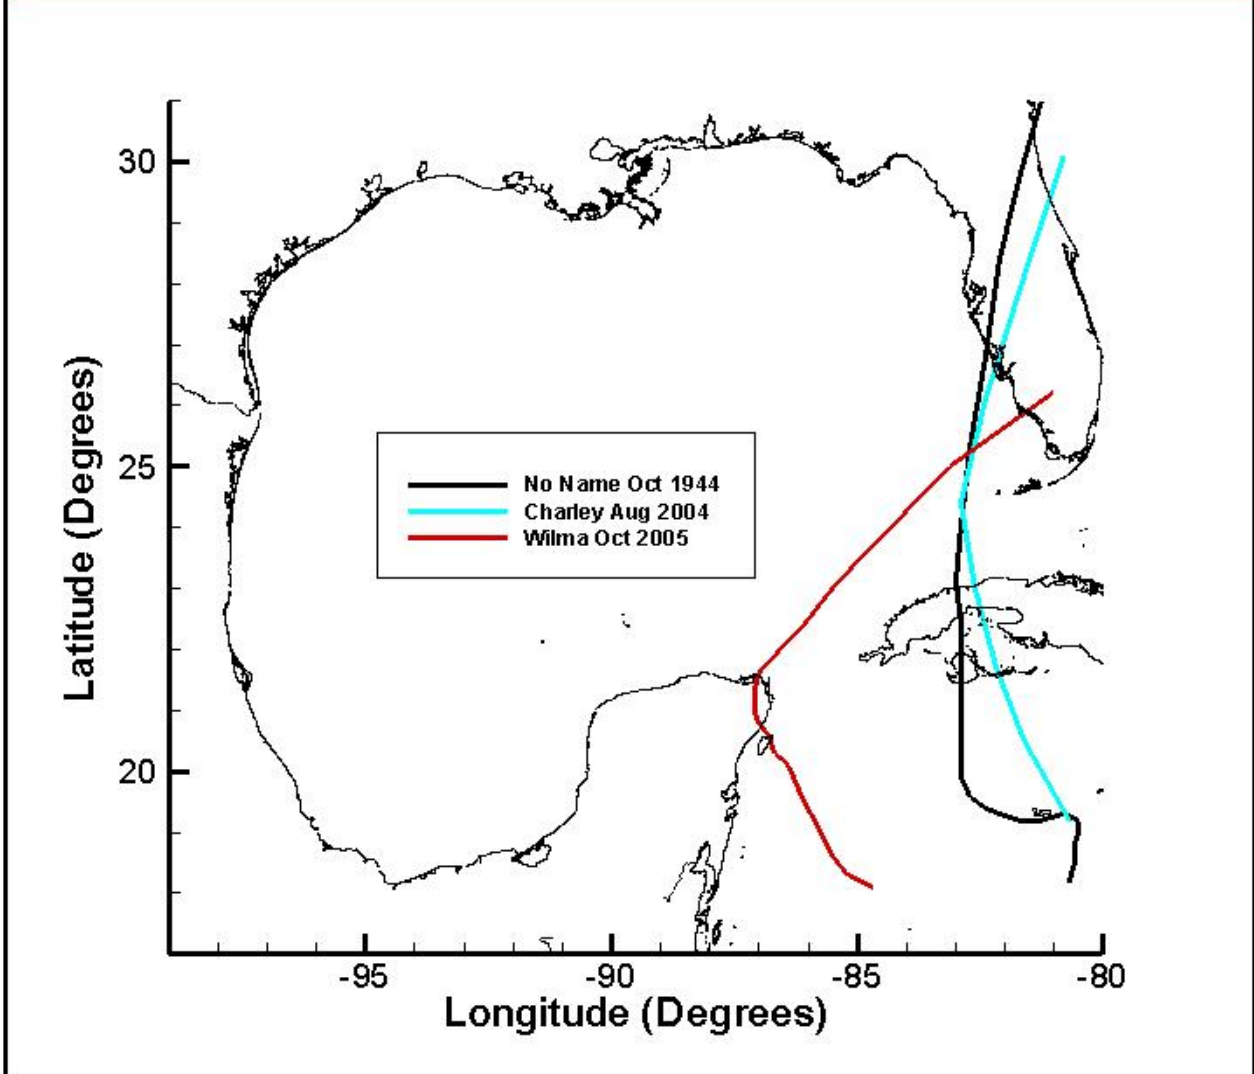 30
25
20
Latitude (Degrees)
No Name Oct 1944
Charley Aug 2004
Wilma Oct 2005
-95 -90 -85 -80
Longitude (Degrees)